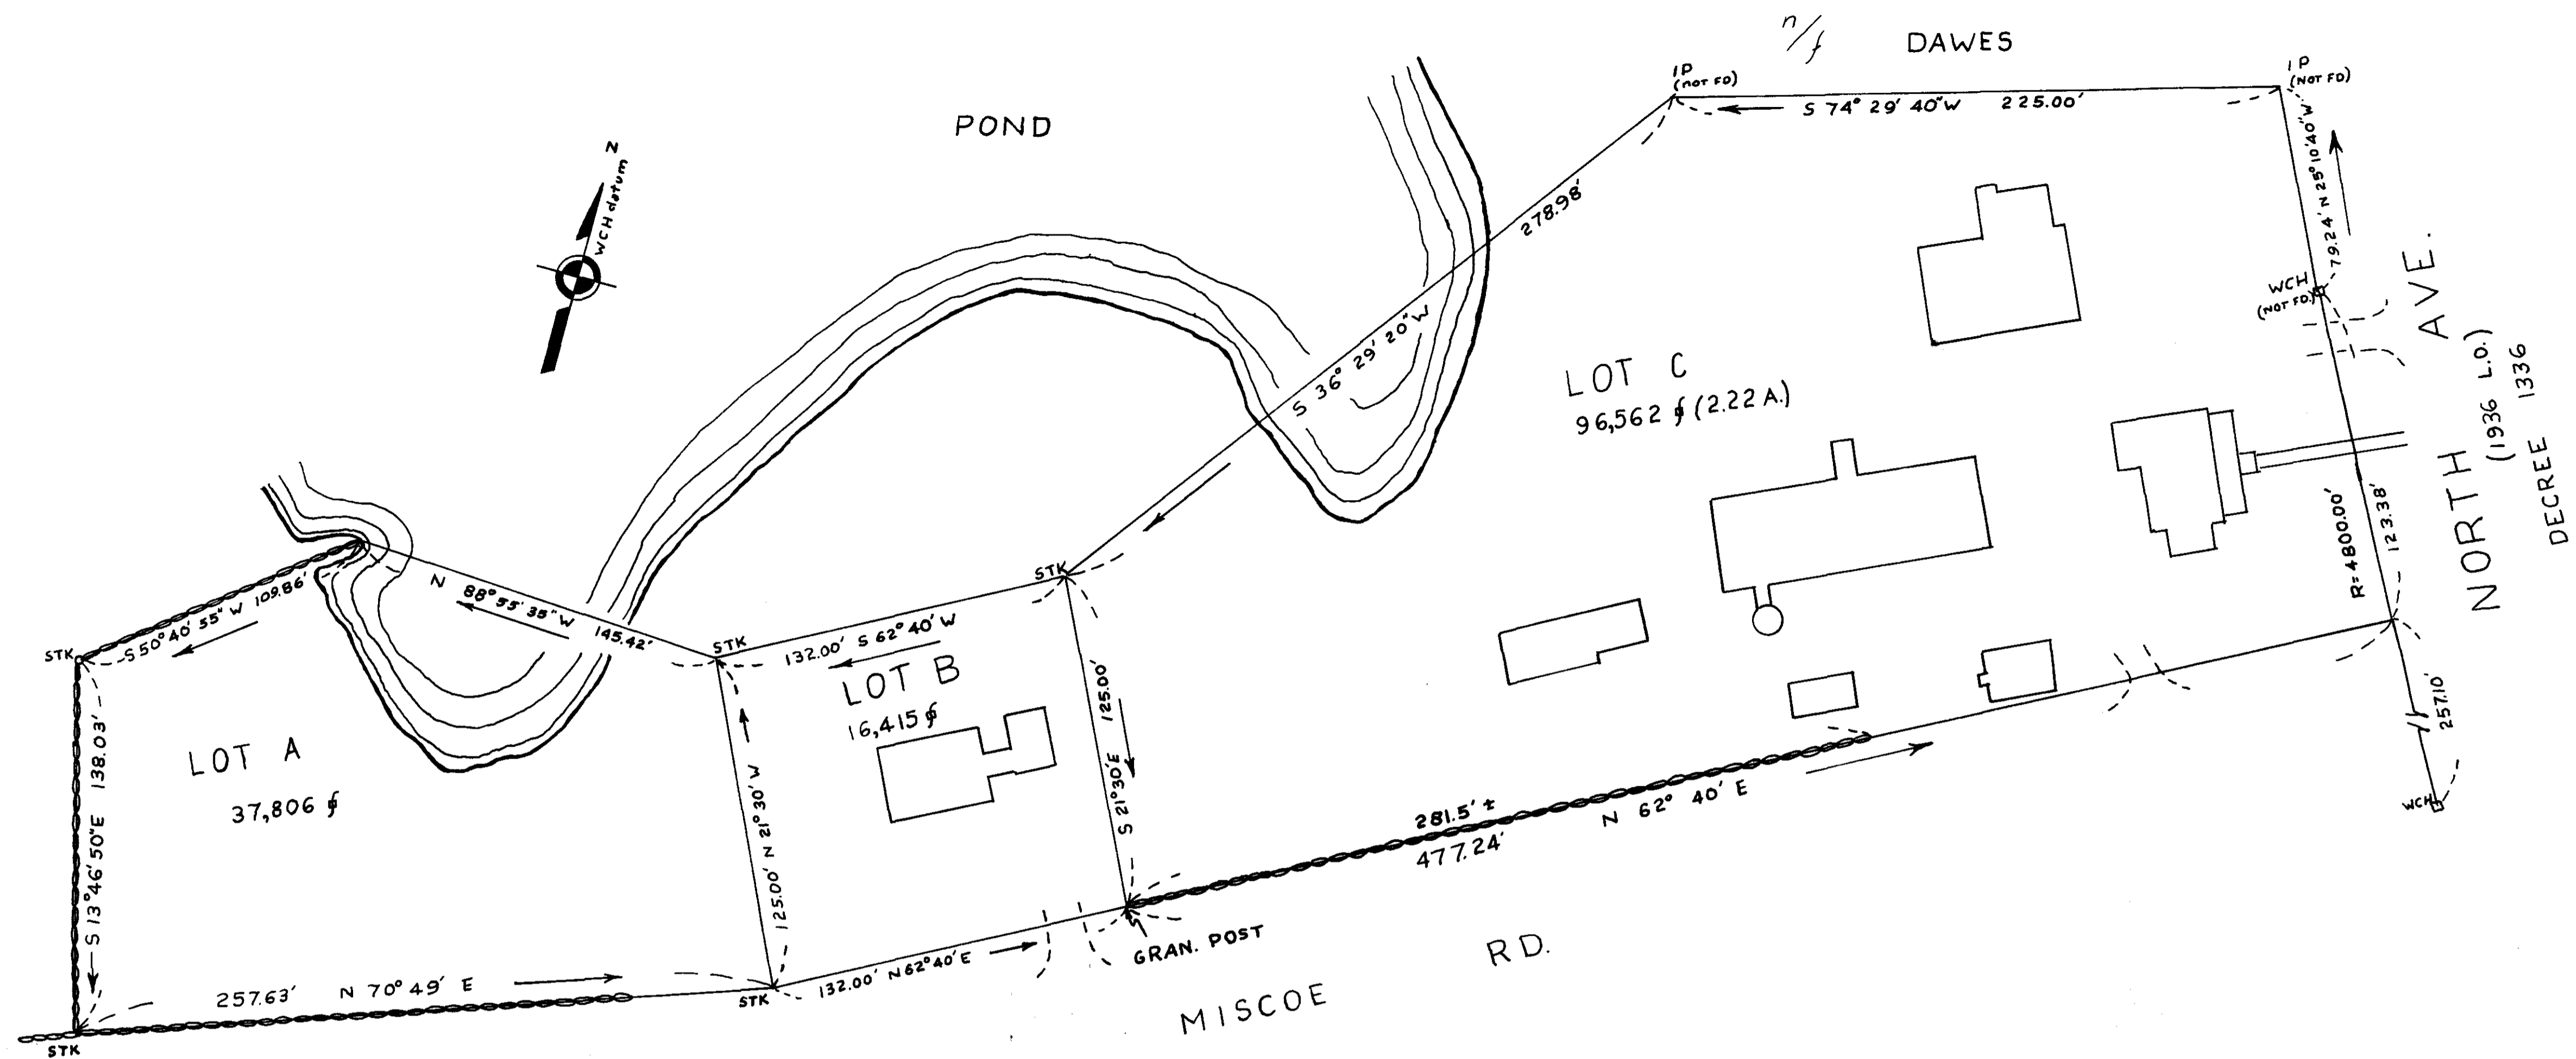 n/f DAWES
IP
(NOT FD)
IP
(NOT FD)
S 74° 29' 40"W 225.00'
POND
N
WCH datum
278.98'
S 36° 29' 20"W
79.24' N 25° 10' 40"W
WCH
(NOT FD.)
NORTH AVE.
(1936 L.O.)
DECREE 1336
LOT C
96,562 ∮ (2.22 A.)
R=4800.00'
123.38'
257.10'
WCH
STK
S 50° 40' 55" W 109.86'
N 88° 55' 35" W 145.42'
STK
132.00' S 62° 40' W
STK
LOT B
16,415 ∮
125.00'
S 21° 30' E
LOT A
37,806 ∮
S 13° 46' 50"E 138.03'
125.00' N 21° 30' W
281.5' ±
477.24'
N 62° 40' E
257.63' N 70° 49' E
STK
STK
132.00' N 62° 40' E
GRAN. POST
MISCOE RD.